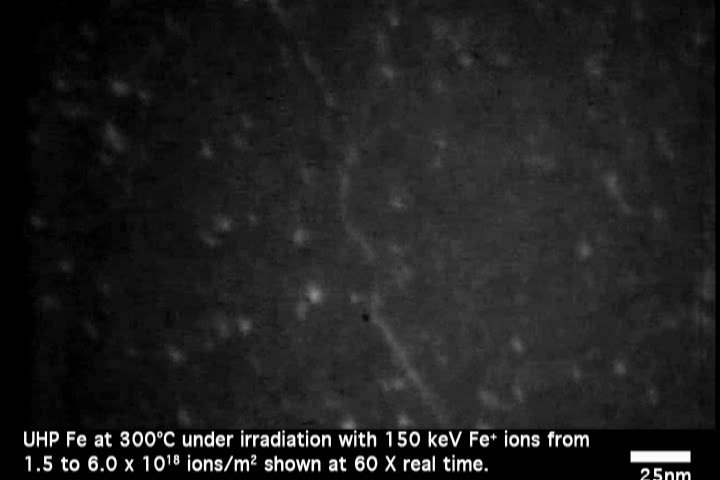 UHP Fe at 300°C under irradiation with 150 keV Fe⁺ ions from
1.5 to 6.0 x 10¹⁸ ions/m² shown at 60 X real time.
25nm